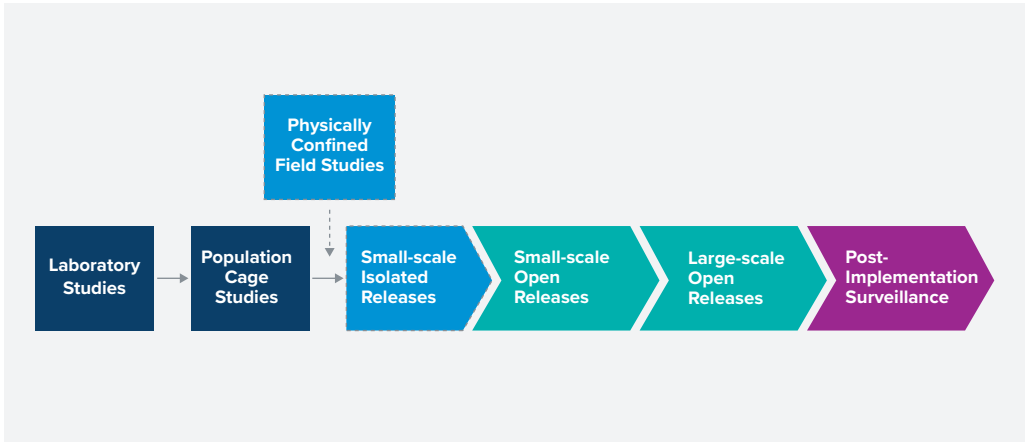 Physically
Confined
Field Studies
Laboratory
Studies
Population
Cage
Studies
Small-scale
Isolated
Releases
Small-scale
Open
Releases
Large-scale
Open
Releases
Post-
Implementation
Surveillance